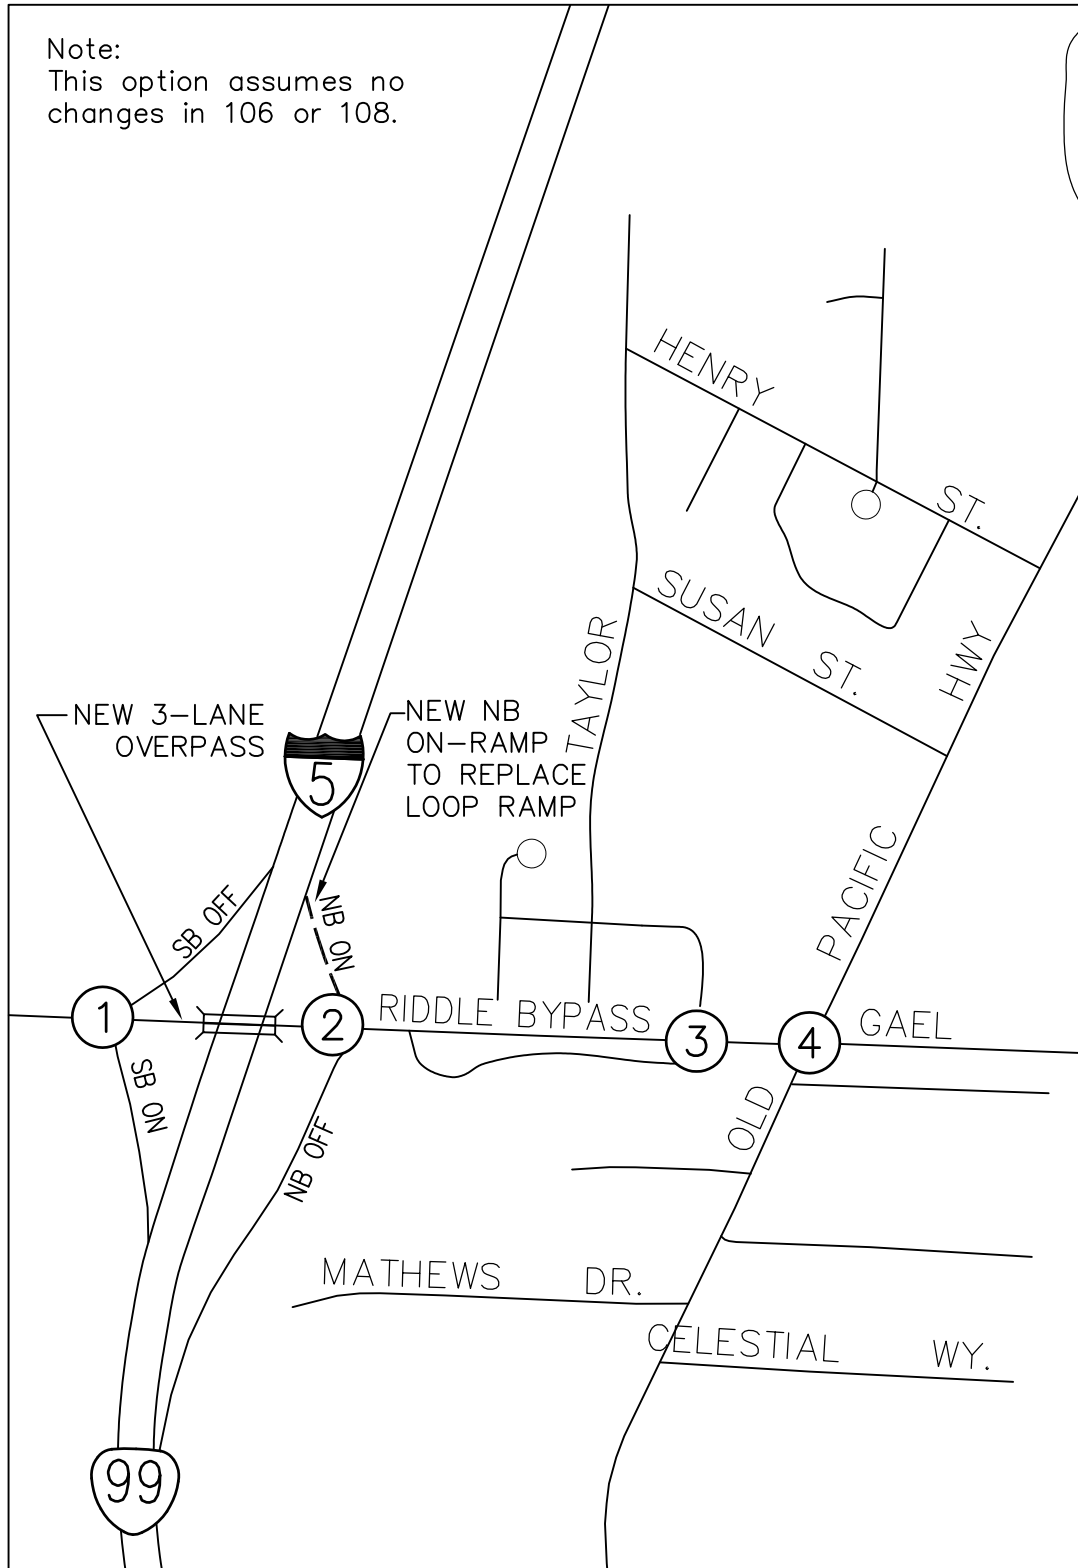 Note:
This option assumes no
changes in 106 or 108.
HENRY ST.
SUSAN ST.
TAYLOR
HWY
NEW 3-LANE
OVERPASS
NEW NB
ON-RAMP
TO REPLACE
LOOP RAMP
5
PACIFIC
SB OFF
NB ON
1
2
RIDDLE BYPASS
3
4
GAEL
SB ON
NB OFF
OLD
MATHEWS DR.
CELESTIAL WY.
99